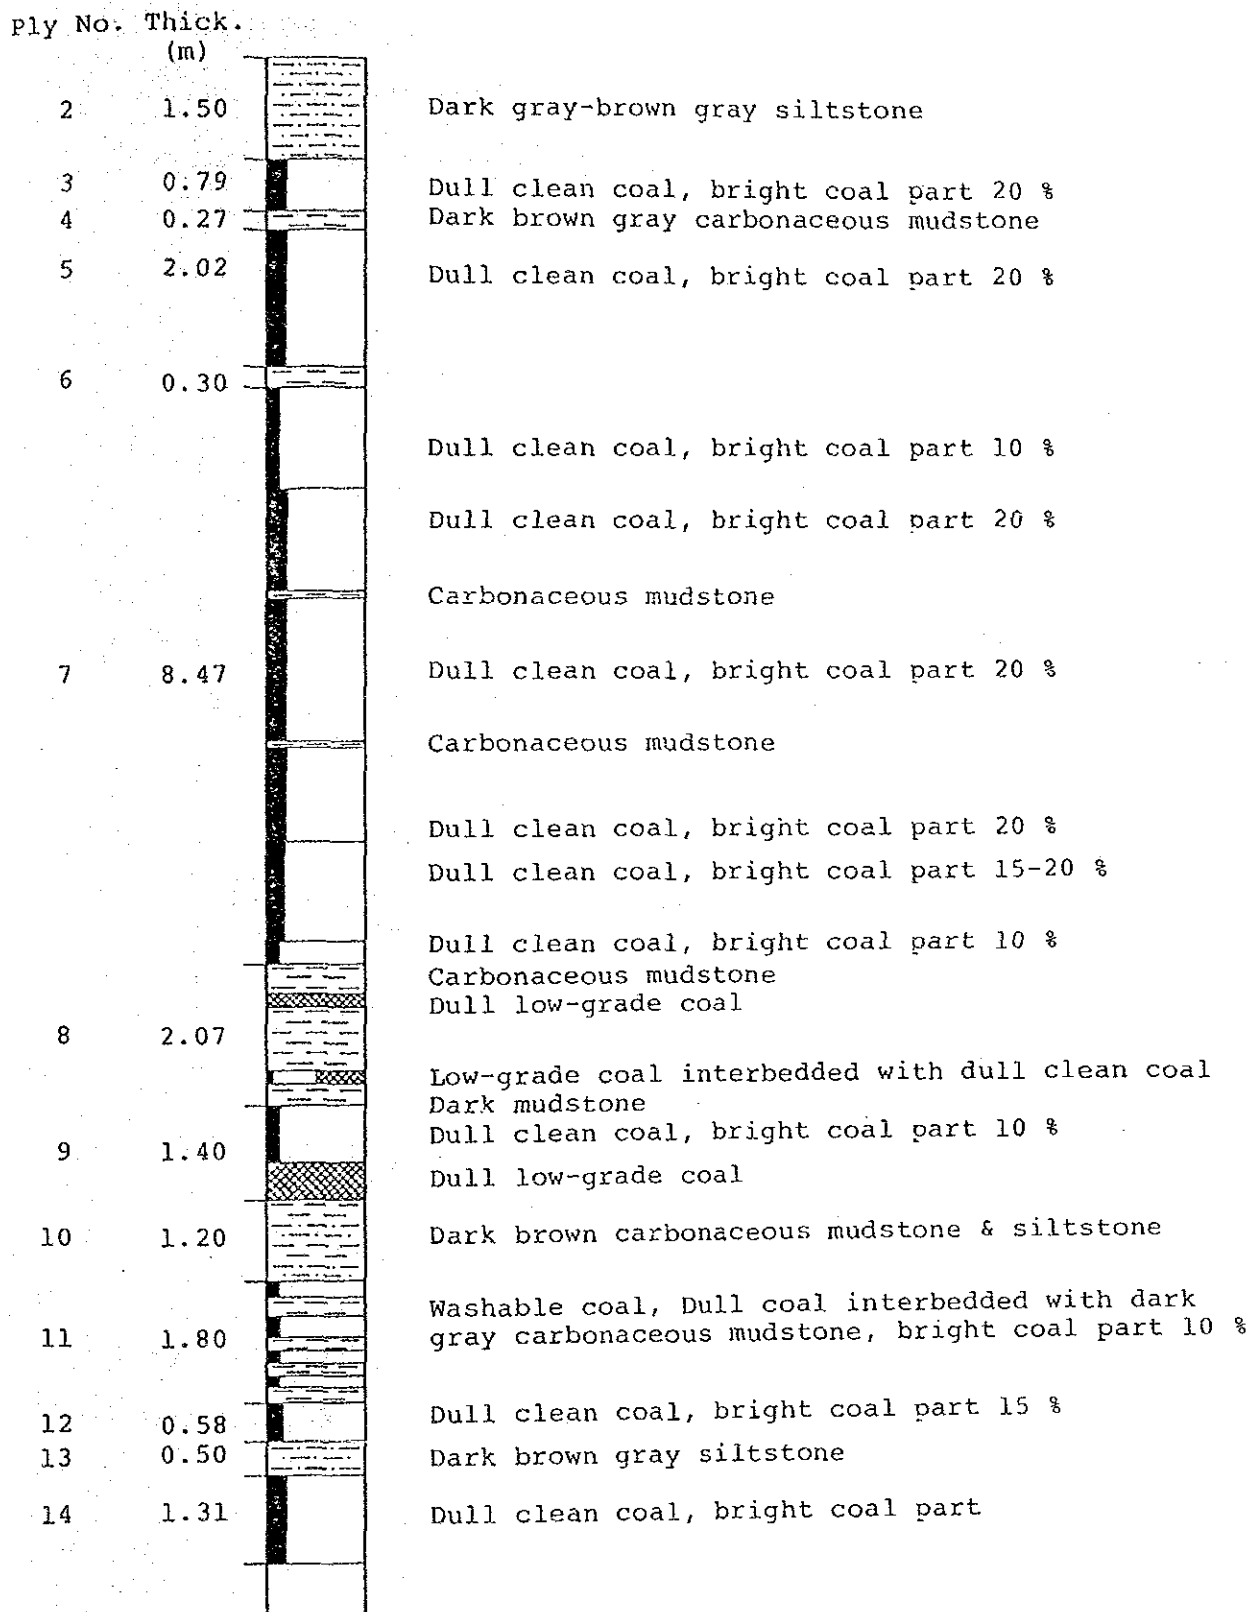 Ply No. Thick.
(m)
2 1.50 Dark gray-brown gray siltstone
3 0.79 Dull clean coal, bright coal part 20 %
4 0.27 Dark brown gray carbonaceous mudstone
5 2.02 Dull clean coal, bright coal part 20 %
6 0.30
Dull clean coal, bright coal part 10 %
Dull clean coal, bright coal part 20 %
Carbonaceous mudstone
7 8.47 Dull clean coal, bright coal part 20 %
Carbonaceous mudstone
Dull clean coal, bright coal part 20 %
Dull clean coal, bright coal part 15-20 %
Dull clean coal, bright coal part 10 %
Carbonaceous mudstone
Dull low-grade coal
8 2.07
Low-grade coal interbedded with dull clean coal
Dark mudstone
Dull clean coal, bright coal part 10 %
9 1.40
Dull low-grade coal
10 1.20 Dark brown carbonaceous mudstone & siltstone
Washable coal, Dull coal interbedded with dark
11 1.80 gray carbonaceous mudstone, bright coal part 10 %
12 0.58 Dull clean coal, bright coal part 15 %
13 0.50 Dark brown gray siltstone
14 1.31 Dull clean coal, bright coal part